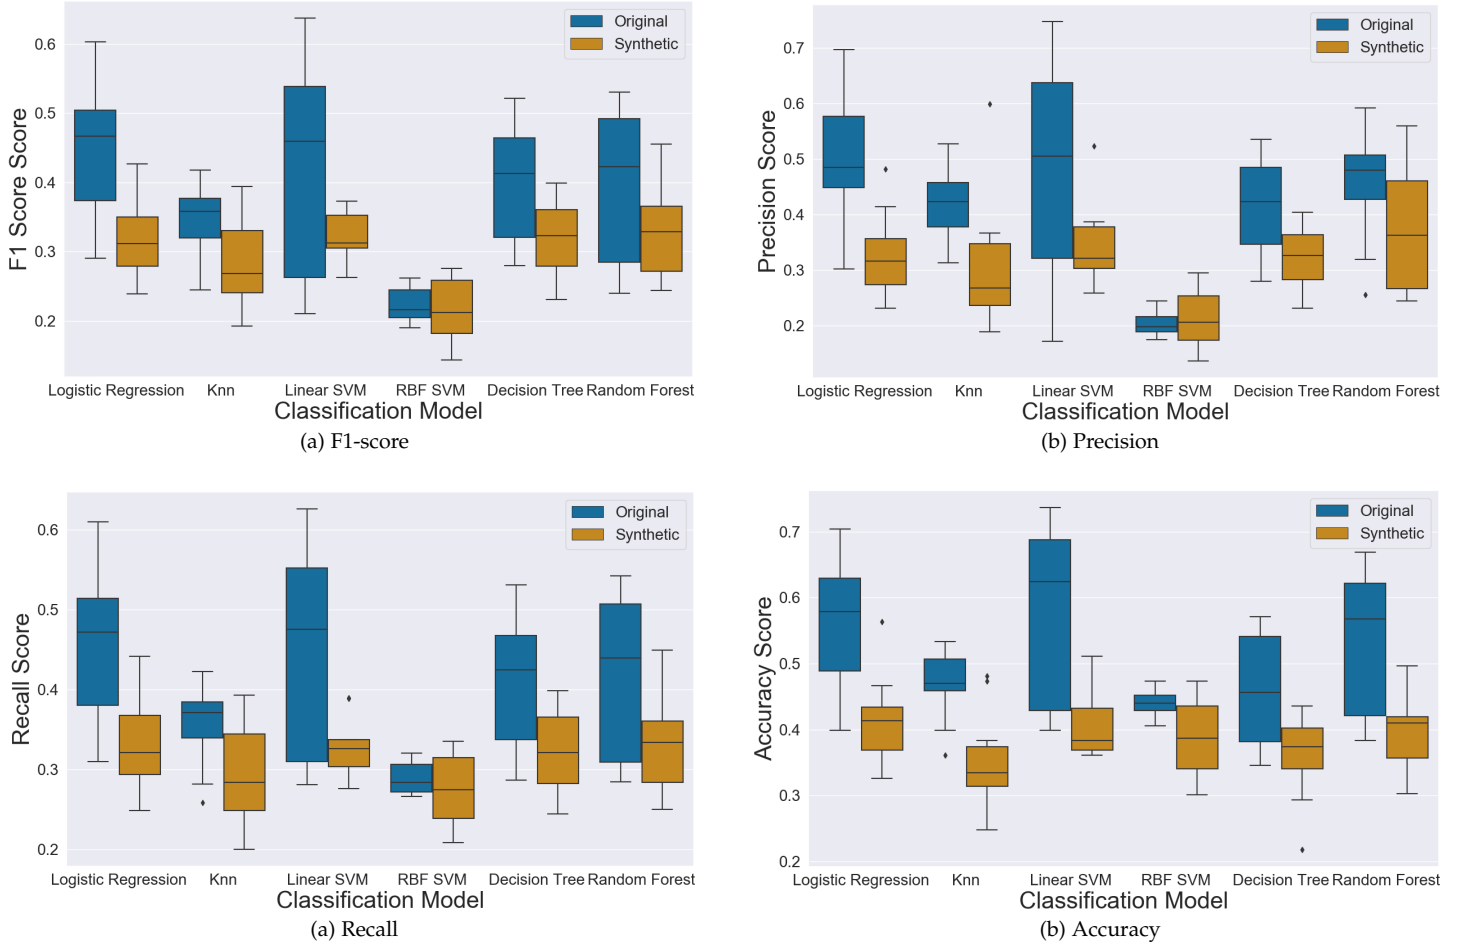 Original
Synthetic
0.6
0.5
0.4
0.3
0.2
F1 Score Score
Logistic Regression Knn Linear SVM RBF SVM Decision Tree Random Forest
Classification Model
(a) F1-score
Original
Synthetic
0.7
0.6
0.5
0.4
0.3
0.2
Precision Score
Logistic Regression Knn Linear SVM RBF SVM Decision Tree Random Forest
Classification Model
(b) Precision
Original
Synthetic
0.6
0.5
0.4
0.3
0.2
Recall Score
Logistic Regression Knn Linear SVM RBF SVM Decision Tree Random Forest
Classification Model
(a) Recall
Original
Synthetic
0.7
0.6
0.5
0.4
0.3
0.2
Accuracy Score
Logistic Regression Knn Linear SVM RBF SVM Decision Tree Random Forest
Classification Model
(b) Accuracy